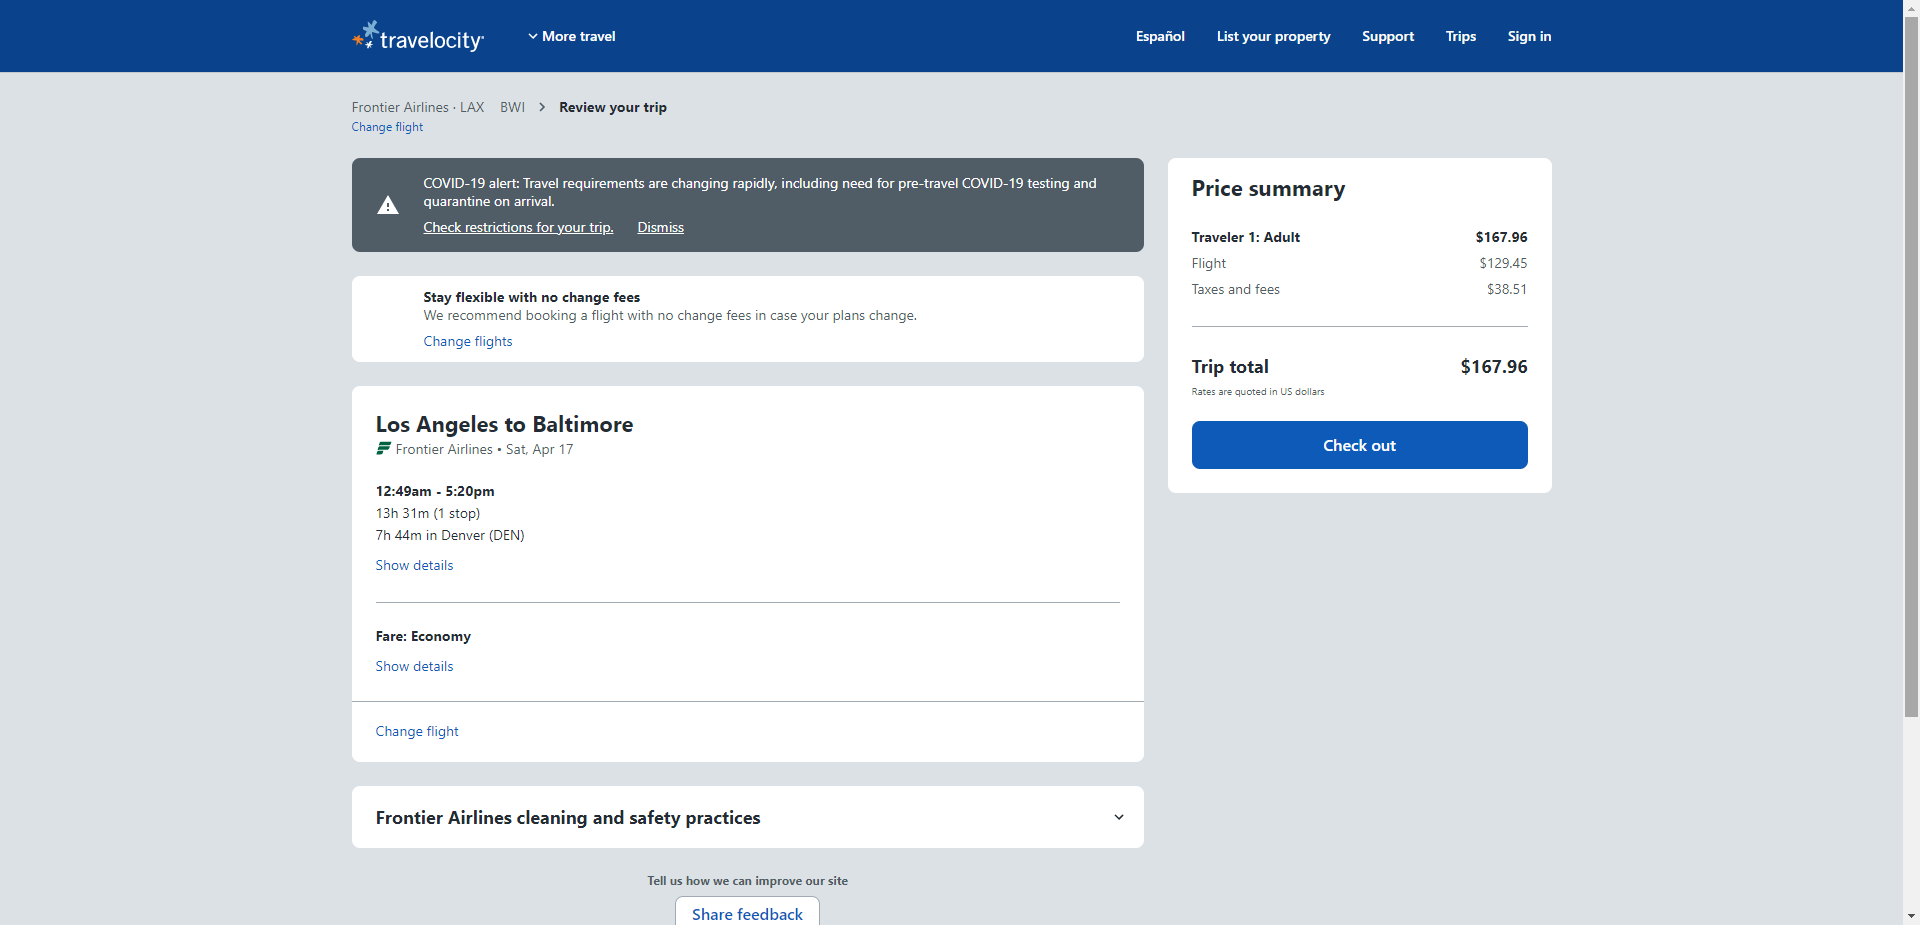 travelocity
More travel
Español
List your property
Support
Trips
Sign in
Frontier Airlines · LAX BWI
Review your trip
Change flight
COVID-19 alert: Travel requirements are changing rapidly, including need for pre-travel COVID-19 testing and
quarantine on arrival.
Check restrictions for your trip.
Dismiss
Stay flexible with no change fees
We recommend booking a flight with no change fees in case your plans change.
Change flights
Los Angeles to Baltimore
Frontier Airlines • Sat, Apr 17
12:49am - 5:20pm
13h 31m (1 stop)
7h 44m in Denver (DEN)
Show details
Fare: Economy
Show details
Change flight
Frontier Airlines cleaning and safety practices
Tell us how we can improve our site
Share feedback
Price summary
Traveler 1: Adult $167.96
Flight $129.45
Taxes and fees $38.51
Trip total $167.96
Rates are quoted in US dollars
Check out